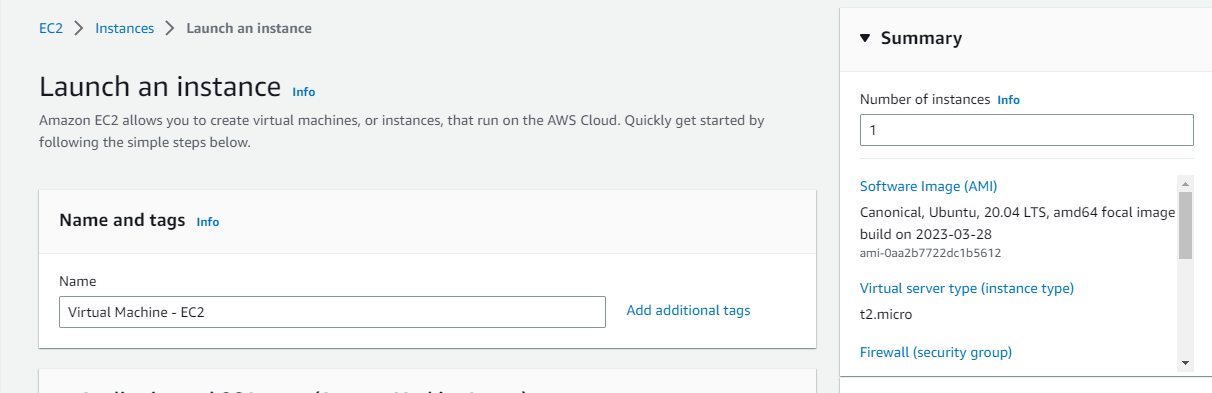 EC2 > Instances > Launch an instance
Launch an instance Info
Amazon EC2 allows you to create virtual machines, or instances, that run on the AWS Cloud. Quickly get started by
following the simple steps below.
Name and tags Info
Name
Virtual Machine - EC2
Add additional tags
Summary
Number of instances Info
1
Software Image (AMI)
Canonical, Ubuntu, 20.04 LTS, amd64 focal image
build on 2023-03-28
ami-0aa2b7722dc1b5612
Virtual server type (instance type)
t2.micro
Firewall (security group)